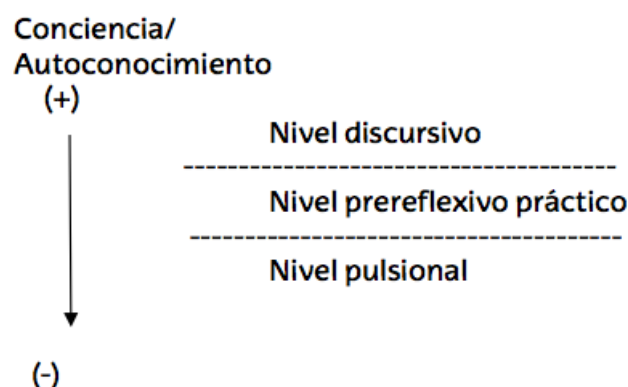 Conciencia/
Autoconocimiento
(+)
Nivel discursivo
Nivel prereflexivo práctico
Nivel pulsional
(-)